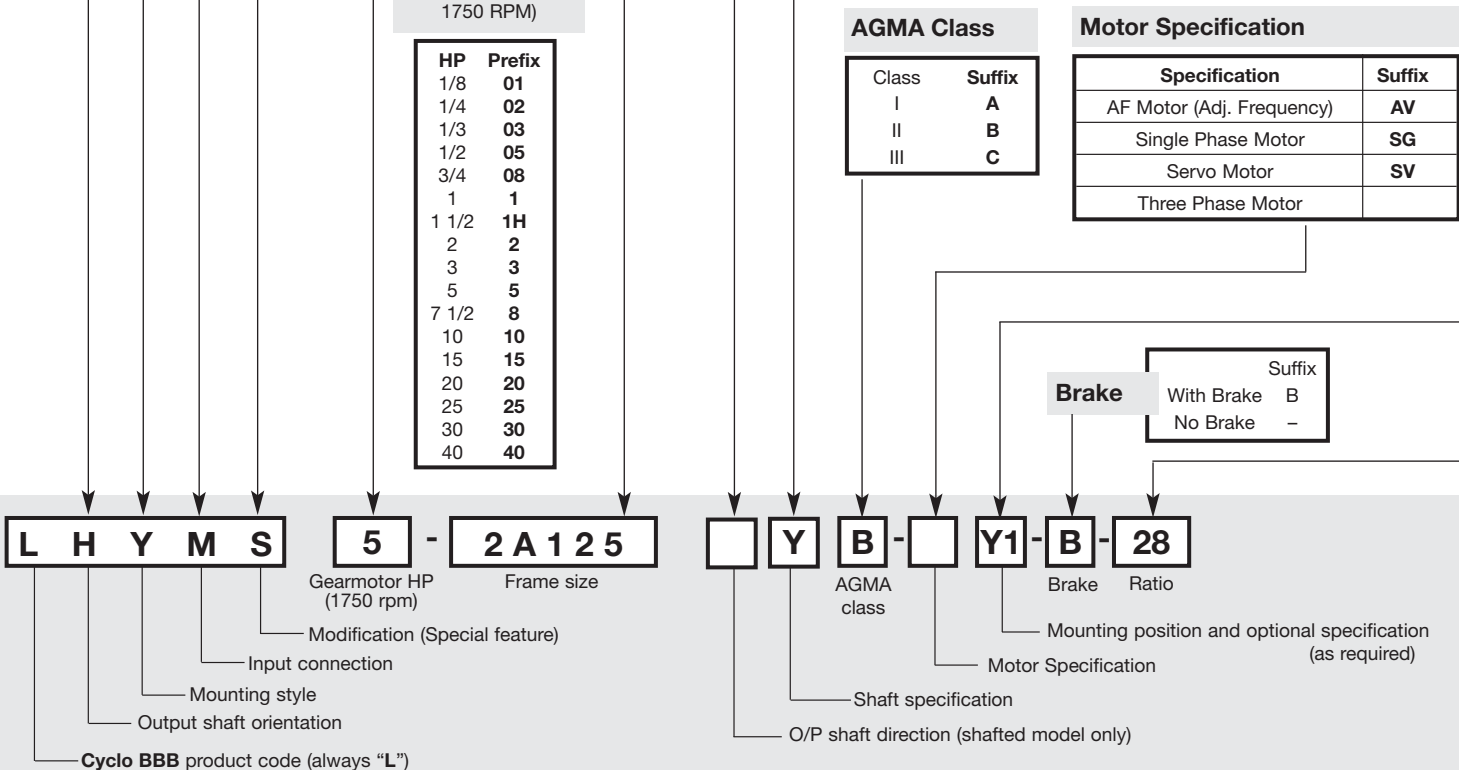 1750 RPM)
HP Prefix
1/8 01
1/4 02
1/3 03
1/2 05
3/4 08
1 1
1 1/2 1H
2 2
3 3
5 5
7 1/2 8
10 10
15 15
20 20
25 25
30 30
40 40
AGMA Class
Class Suffix
I A
II B
III C
Motor Specification
Specification Suffix
AF Motor (Adj. Frequency) AV
Single Phase Motor SG
Servo Motor SV
Three Phase Motor
Brake
Suffix
With Brake B
No Brake –
L H Y M S 5 - 2 A 1 2 5 Y B - Y1 - B - 28
Gearmotor HP
(1750 rpm)
Frame size
AGMA
class
Brake
Ratio
Modification (Special feature)
Input connection
Mounting style
Output shaft orientation
Cyclo BBB product code (always “L”)
Mounting position and optional specification
(as required)
Motor Specification
Shaft specification
O/P shaft direction (shafted model only)